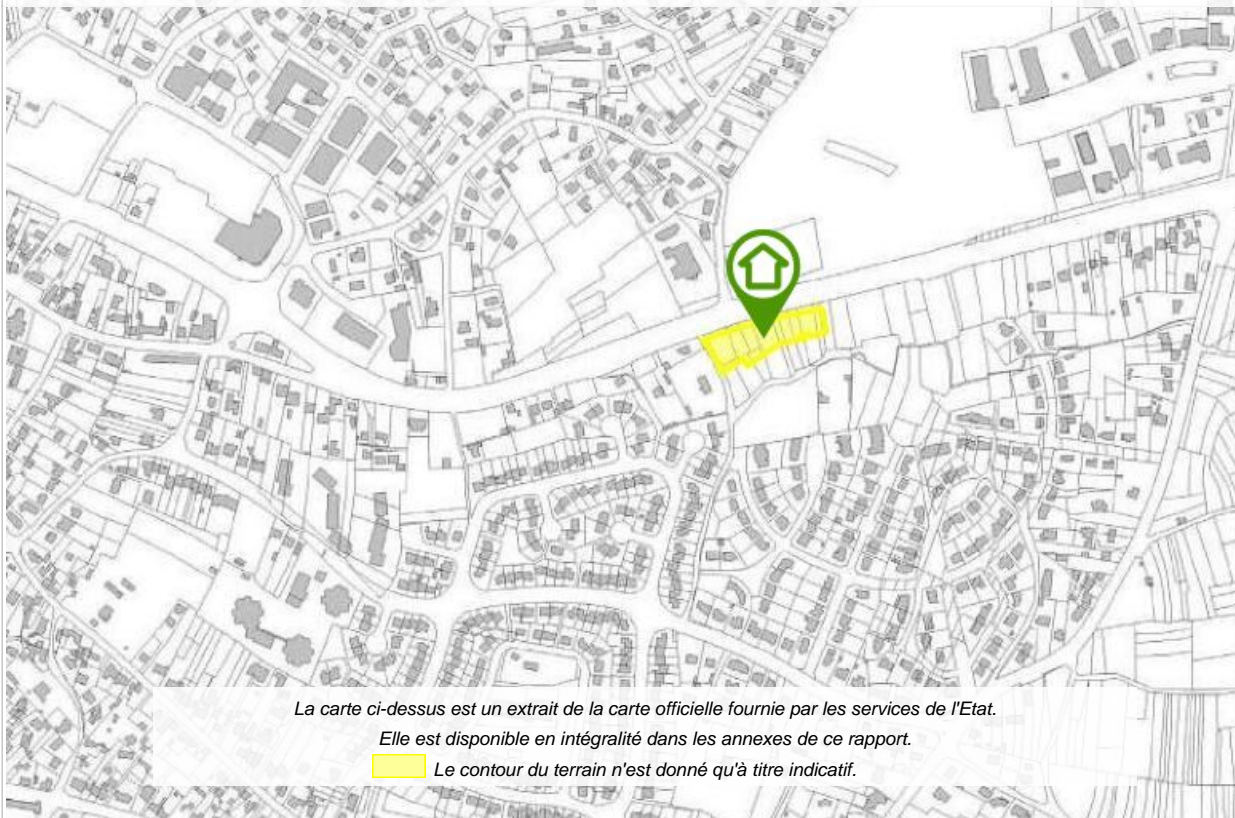 La carte ci-dessus est un extrait de la carte officielle fournie par les services de l'Etat.
Elle est disponible en intégralité dans les annexes de ce rapport.
Le contour du terrain n'est donné qu'à titre indicatif.